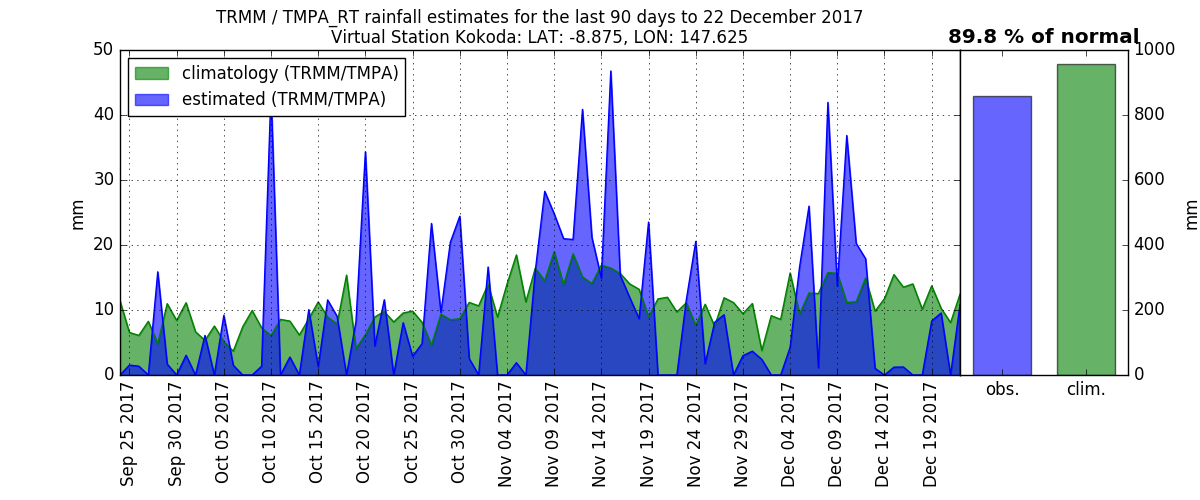 TRMM / TMPA_RT rainfall estimates for the last 90 days to 22 December 2017
Virtual Station Kokoda: LAT: -8.875, LON: 147.625
89.8 % of normal
climatology (TRMM/TMPA)
estimated (TRMM/TMPA)
50
40
30
20
10
0
mm
1000
800
600
400
200
0
mm
Sep 25 2017
Sep 30 2017
Oct 05 2017
Oct 10 2017
Oct 15 2017
Oct 20 2017
Oct 25 2017
Oct 30 2017
Nov 04 2017
Nov 09 2017
Nov 14 2017
Nov 19 2017
Nov 24 2017
Nov 29 2017
Dec 04 2017
Dec 09 2017
Dec 14 2017
Dec 19 2017
obs.
clim.